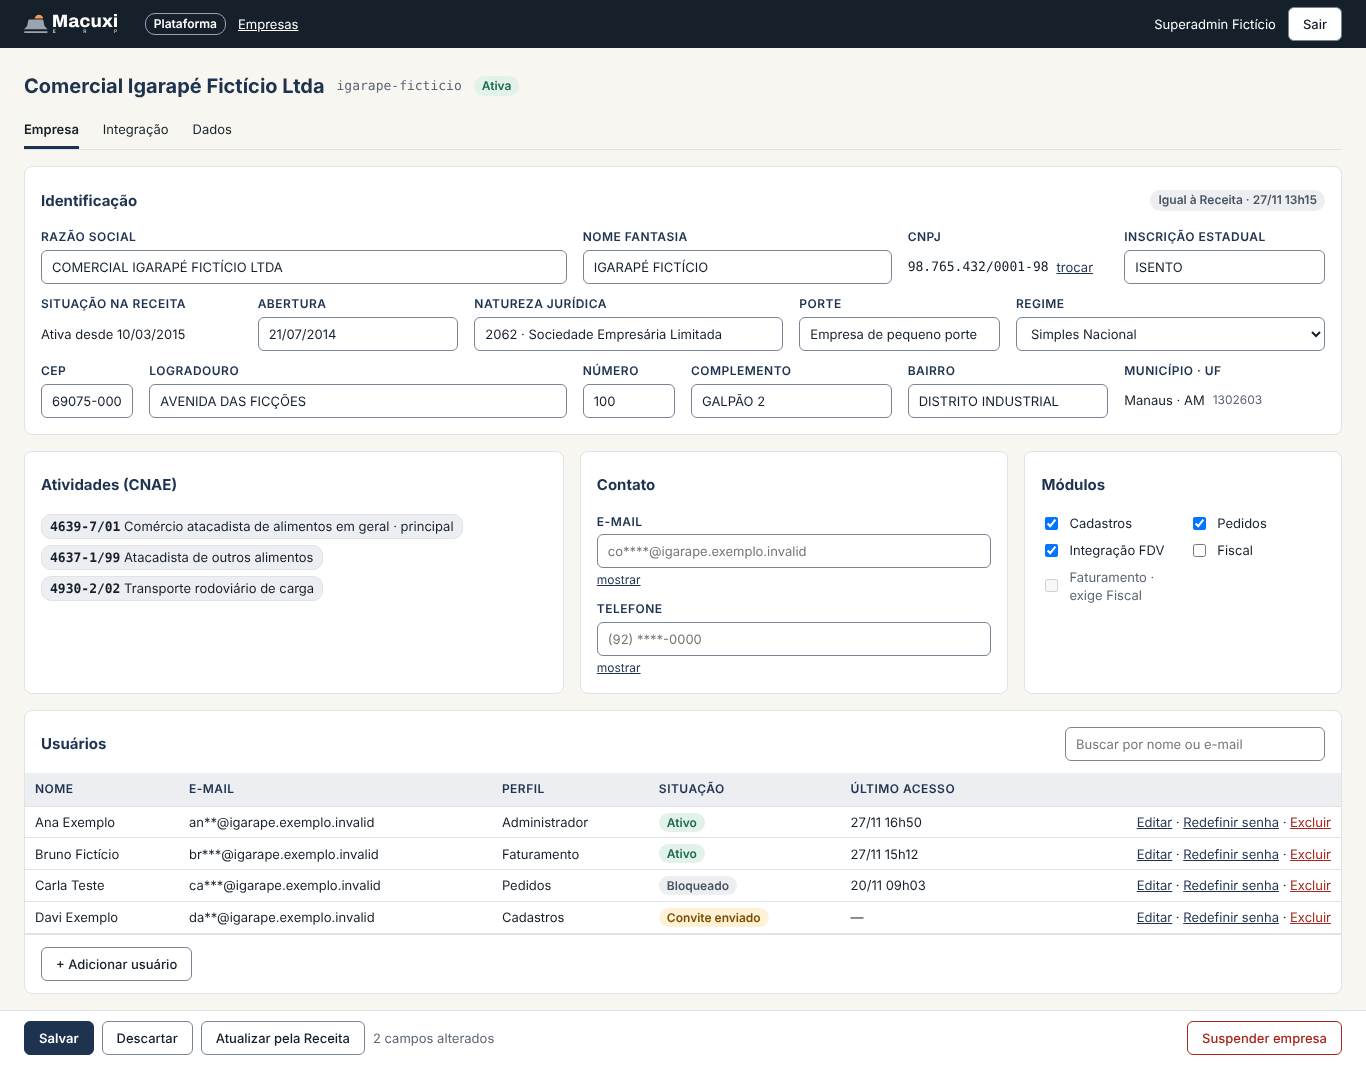 Macuxi
E R P
Plataforma Empresas
Superadmin Fictício Sair
Comercial Igarapé Fictício Ltda igarape-ficticio Ativa
Empresa Integração Dados
Identificação
Igual à Receita · 27/11 13h15
RAZÃO SOCIAL NOME FANTASIA CNPJ INSCRIÇÃO ESTADUAL
COMERCIAL IGARAPÉ FICTÍCIO LTDA IGARAPÉ FICTÍCIO 98.765.432/0001-98 trocar ISENTO
SITUAÇÃO NA RECEITA ABERTURA NATUREZA JURÍDICA PORTE REGIME
Ativa desde 10/03/2015 21/07/2014 2062 · Sociedade Empresária Limitada Empresa de pequeno porte Simples Nacional
CEP LOGRADOURO NÚMERO COMPLEMENTO BAIRRO MUNICÍPIO · UF
69075-000 AVENIDA DAS FICÇÕES 100 GALPÃO 2 DISTRITO INDUSTRIAL Manaus · AM 1302603
Atividades (CNAE)
4639-7/01 Comércio atacadista de alimentos em geral · principal
4637-1/99 Atacadista de outros alimentos
4930-2/02 Transporte rodoviário de carga
Contato
E-MAIL
co****@igarape.exemplo.invalid
mostrar
TELEFONE
(92) ****-0000
mostrar
Módulos
Cadastros Pedidos
Integração FDV Fiscal
Faturamento ·
exige Fiscal
Usuários
Buscar por nome ou e-mail
NOME E-MAIL PERFIL SITUAÇÃO ÚLTIMO ACESSO
Ana Exemplo an**@igarape.exemplo.invalid Administrador Ativo 27/11 16h50 Editar · Redefinir senha · Excluir
Bruno Fictício br***@igarape.exemplo.invalid Faturamento Ativo 27/11 15h12 Editar · Redefinir senha · Excluir
Carla Teste ca***@igarape.exemplo.invalid Pedidos Bloqueado 20/11 09h03 Editar · Redefinir senha · Excluir
Davi Exemplo da**@igarape.exemplo.invalid Cadastros Convite enviado — Editar · Redefinir senha · Excluir
+ Adicionar usuário
Salvar Descartar Atualizar pela Receita 2 campos alterados Suspender empresa